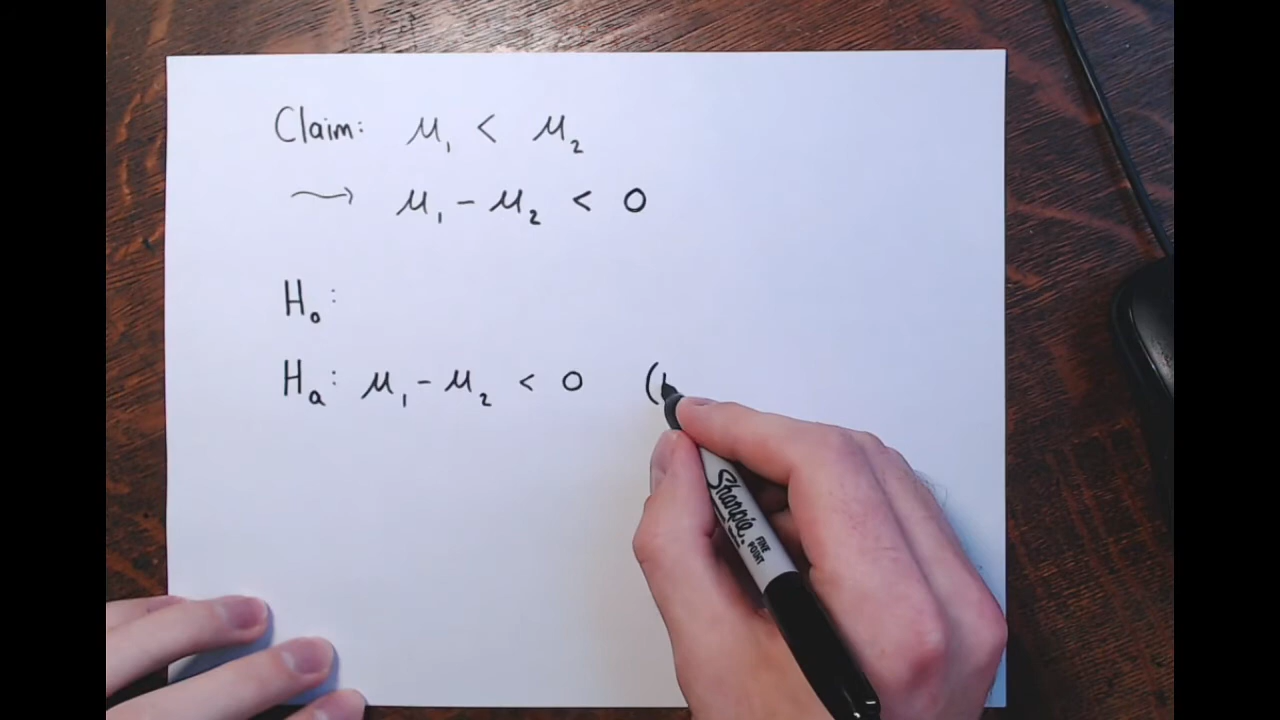 Claim: μ₁ < μ₂
→ μ₁ - μ₂ < 0
H₀:
Hₐ: μ₁ - μ₂ < 0 (
Sharpie.
FINE
POINT